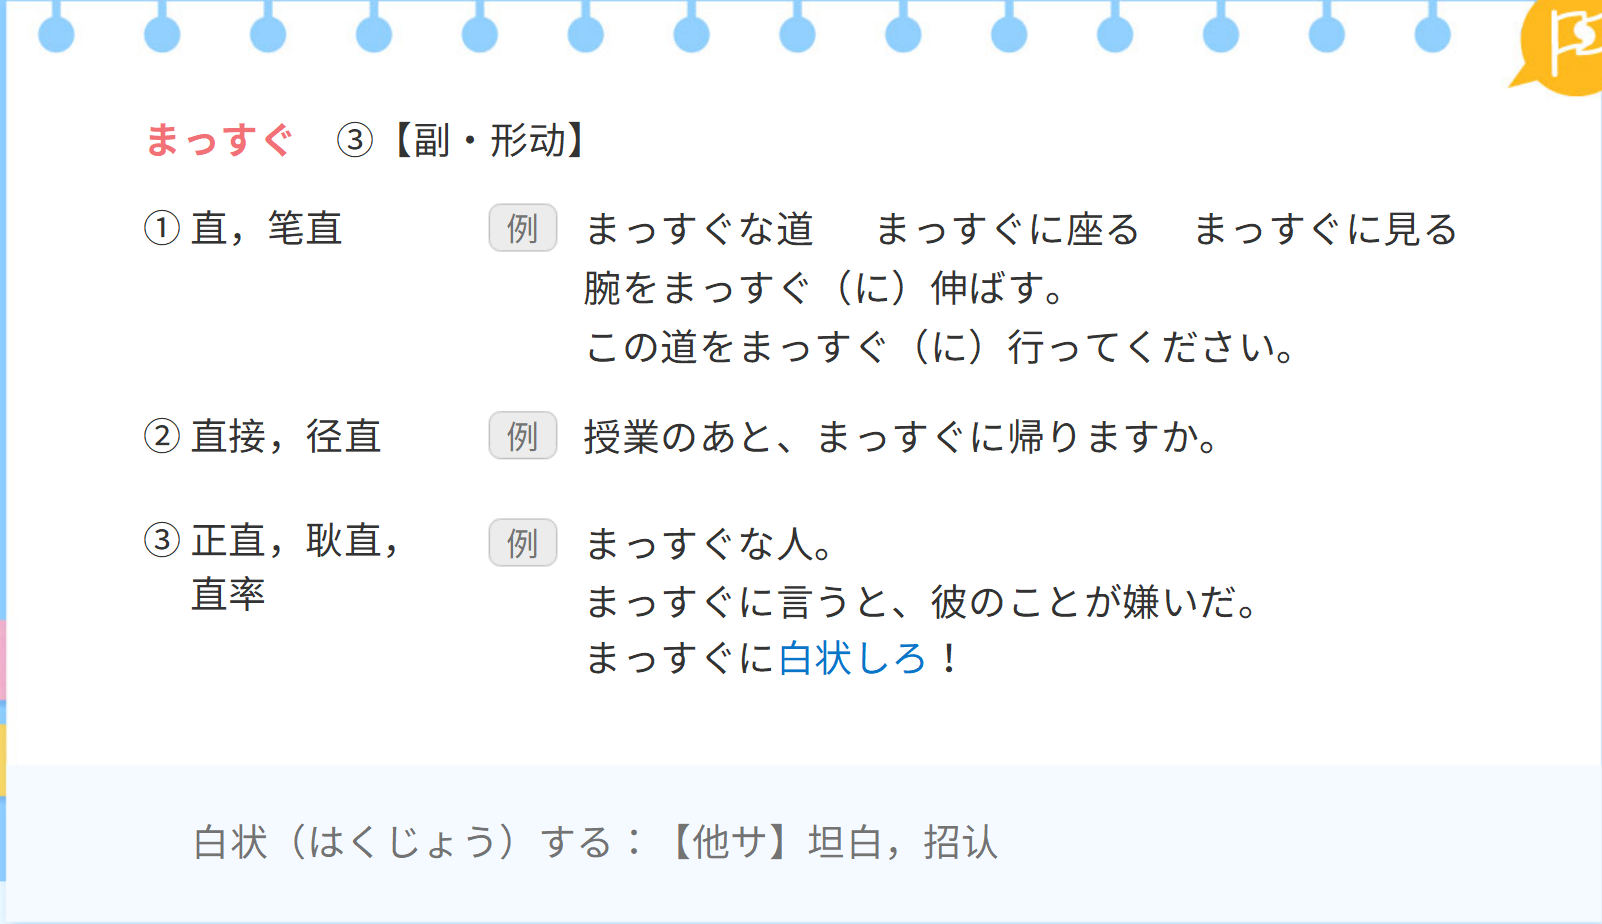 まっすぐ ③【副・形动】
① 直，笔直 例 まっすぐな道 まっすぐに座る まっすぐに見る
腕をまっすぐ（に）伸ばす。
この道をまっすぐ（に）行ってください。
② 直接，径直 例 授業のあと、まっすぐに帰りますか。
③ 正直，耿直， 例 まっすぐな人。
直率 まっすぐに言うと、彼のことが嫌いだ。
まっすぐに白状しろ！
白状（はくじょう）する：【他サ】坦白，招认